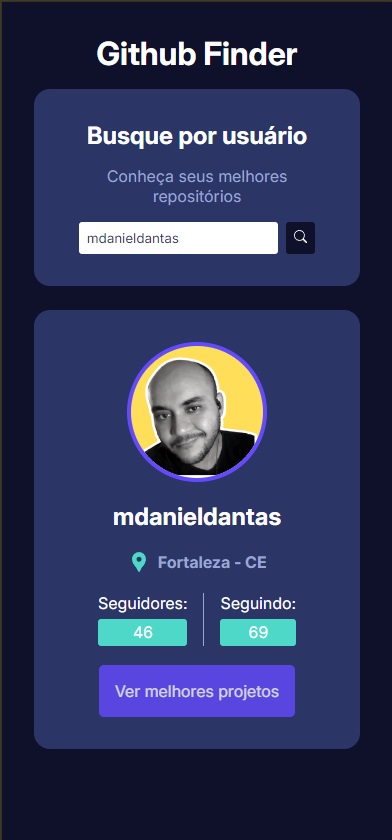 Github Finder
Busque por usuário
Conheça seus melhores
repositórios
mdanieldantas
mdanieldantas
Fortaleza - CE
Seguidores: Seguindo:
46 69
Ver melhores projetos